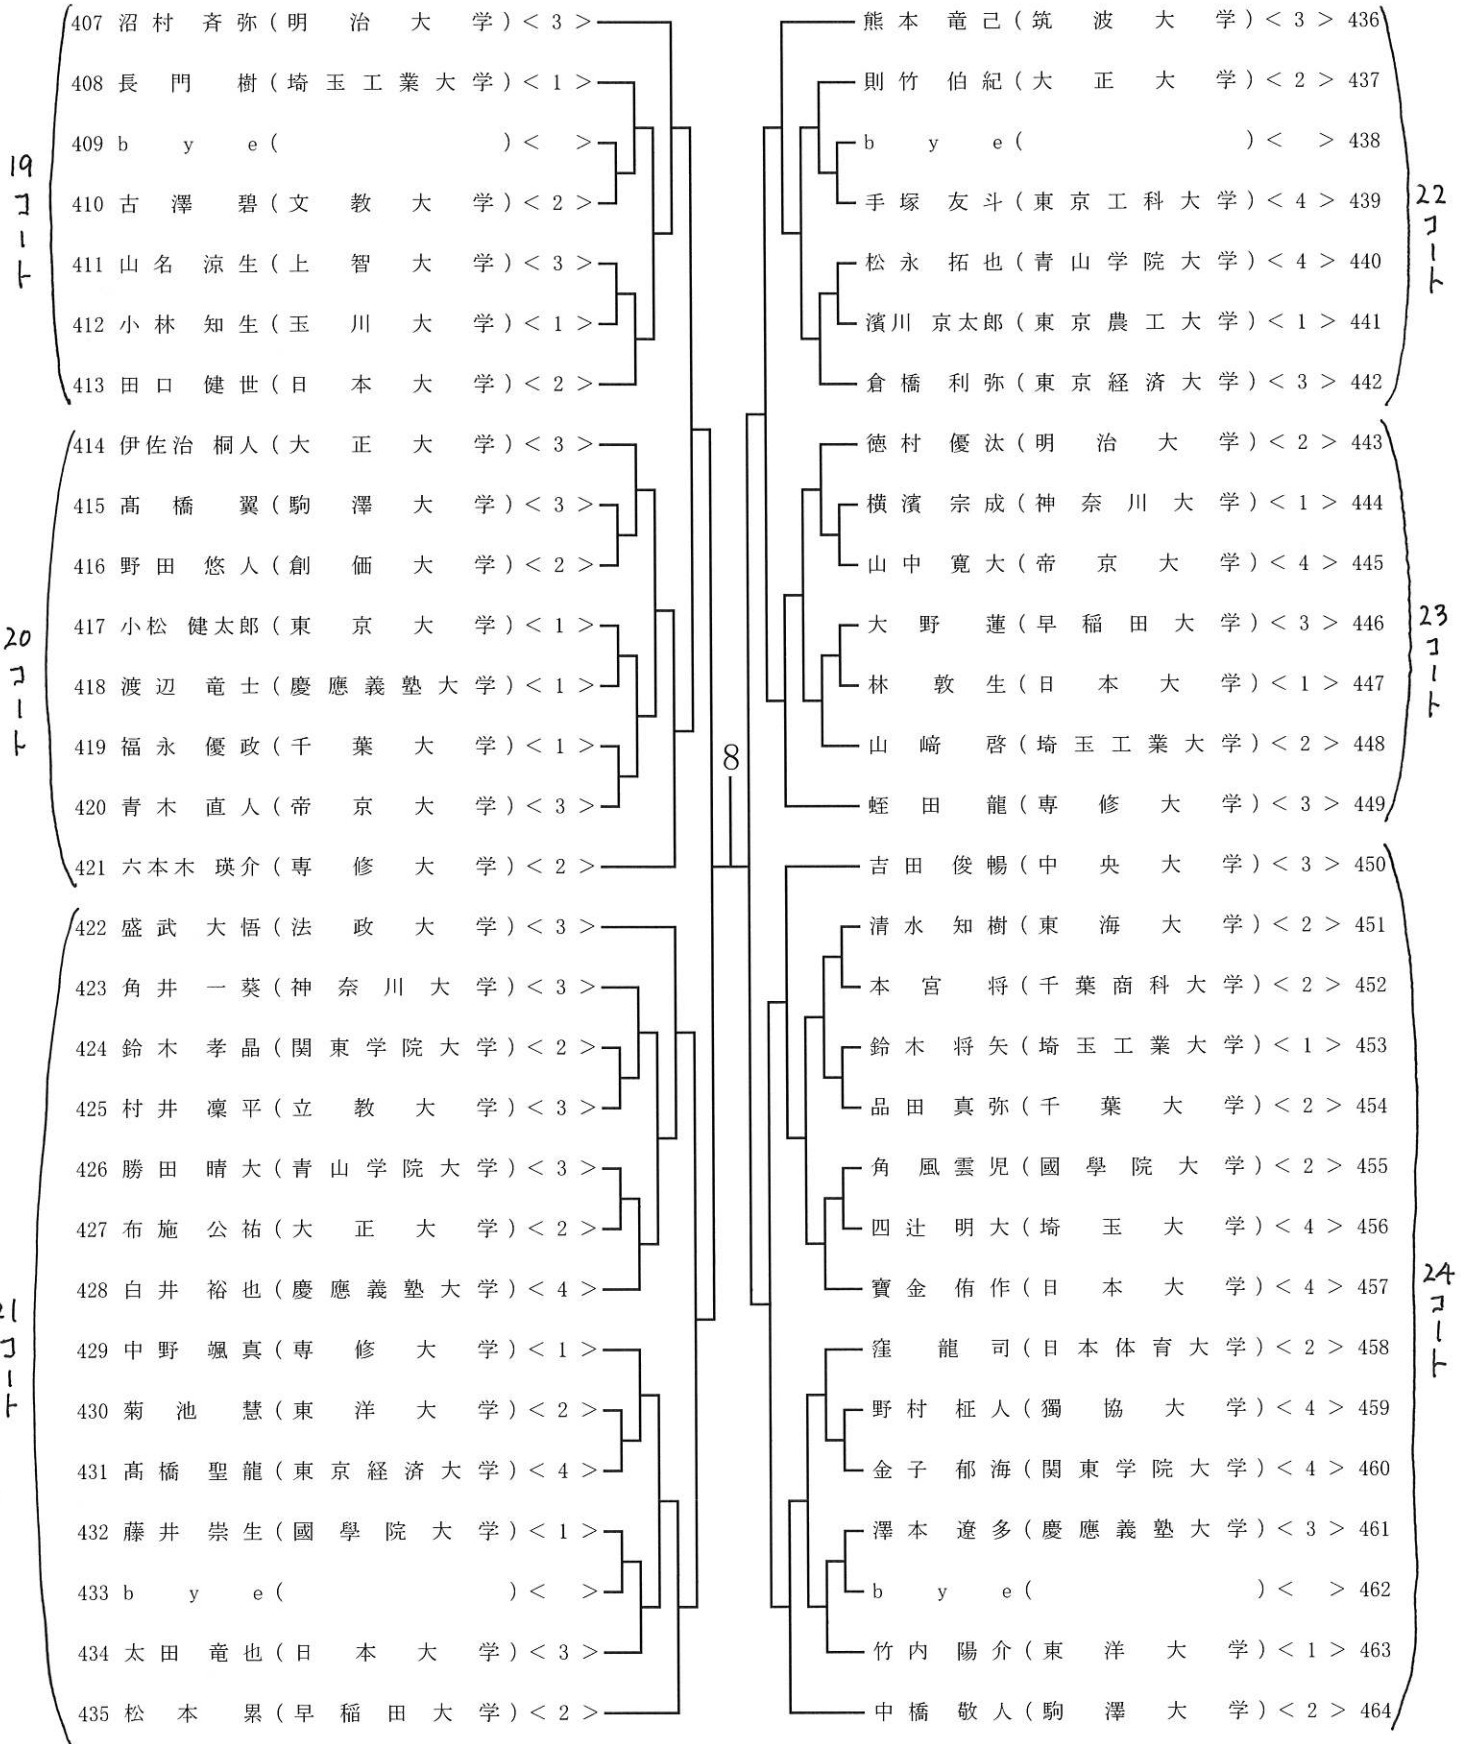 19コート
407 沼村 斉弥(明治大学)< 3 >
408 長門 樹(埼玉工業大学)< 1 >
409 bye( )< >
410 古澤 碧(文教大学)< 2 >
411 山名 涼生(上智大学)< 3 >
412 小林 知生(玉川大学)< 1 >
413 田口 健世(日本大学)< 2 >
20コート
414 伊佐治 桐人(大正大学)< 3 >
415 髙橋 翼(駒澤大学)< 3 >
416 野田 悠人(創価大学)< 2 >
417 小松 健太郎(東京大学)< 1 >
418 渡辺 竜士(慶應義塾大学)< 1 >
419 福永 優政(千葉大学)< 1 >
420 青木 直人(帝京大学)< 3 >
421 六本木 瑛介(専修大学)< 2 >
21コート
422 盛武 大悟(法政大学)< 3 >
423 角井 一葵(神奈川大学)< 3 >
424 鈴木 孝晶(関東学院大学)< 2 >
425 村井 凜平(立教大学)< 3 >
426 勝田 晴大(青山学院大学)< 3 >
427 布施 公祐(大正大学)< 2 >
428 白井 裕也(慶應義塾大学)< 4 >
429 中野 颯真(専修大学)< 1 >
430 菊池 慧(東洋大学)< 2 >
431 髙橋 聖龍(東京経済大学)< 4 >
432 藤井 崇生(國學院大学)< 1 >
433 bye( )< >
434 太田 竜也(日本大学)< 3 >
435 松本 累(早稲田大学)< 2 >
8
22コート
熊本 竜己(筑波大学)< 3 > 436
則竹 伯紀(大正大学)< 2 > 437
bye( )< > 438
手塚 友斗(東京工科大学)< 4 > 439
松永 拓也(青山学院大学)< 4 > 440
濱川 京太郎(東京農工大学)< 1 > 441
倉橋 利弥(東京経済大学)< 3 > 442
23コート
徳村 優汰(明治大学)< 2 > 443
横濱 宗成(神奈川大学)< 1 > 444
山中 寛大(帝京大学)< 4 > 445
大野 蓮(早稲田大学)< 3 > 446
林 敦生(日本大学)< 1 > 447
山﨑 啓(埼玉工業大学)< 2 > 448
蛭田 龍(専修大学)< 3 > 449
24コート
吉田 俊暢(中央大学)< 3 > 450
清水 知樹(東海大学)< 2 > 451
本宮 将(千葉商科大学)< 2 > 452
鈴木 将矢(埼玉工業大学)< 1 > 453
品田 真弥(千葉大学)< 2 > 454
角 風雲児(國學院大学)< 2 > 455
四辻 明大(埼玉大学)< 4 > 456
寶金 侑作(日本大学)< 4 > 457
窪 龍司(日本体育大学)< 2 > 458
野村 柾人(獨協大学)< 4 > 459
金子 郁海(関東学院大学)< 4 > 460
澤本 遼多(慶應義塾大学)< 3 > 461
bye( )< > 462
竹内 陽介(東洋大学)< 1 > 463
中橋 敬人(駒澤大学)< 2 > 464